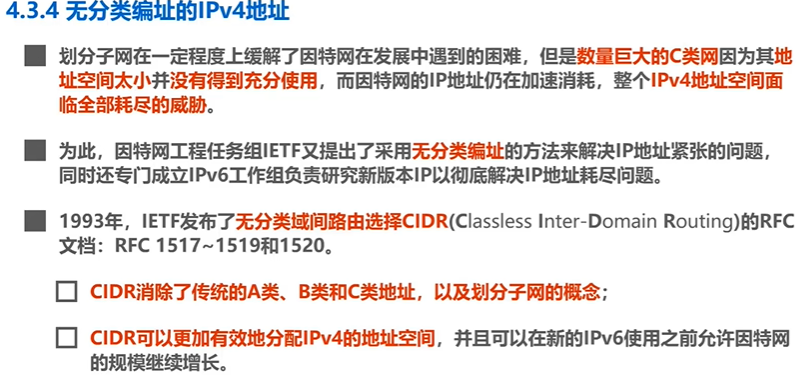 4.3.4 无分类编址的IPv4地址
划分子网在一定程度上缓解了因特网在发展中遇到的困难，但是数量巨大的C类网因为其地
址空间太小并没有得到充分使用，而因特网的IP地址仍在加速消耗，整个IPv4地址空间面
临全部耗尽的威胁。
为此，因特网工程任务组IETF又提出了采用无分类编址的方法来解决IP地址紧张的问题，
同时还专门成立IPv6工作组负责研究新版本IP以彻底解决IP地址耗尽问题。
1993年，IETF发布了无分类域间路由选择CIDR(Classless Inter-Domain Routing)的RFC
文档：RFC 1517~1519和1520。
CIDR消除了传统的A类、B类和C类地址，以及划分子网的概念；
CIDR可以更加有效地分配IPv4的地址空间，并且可以在新的IPv6使用之前允许因特网
的规模继续增长。